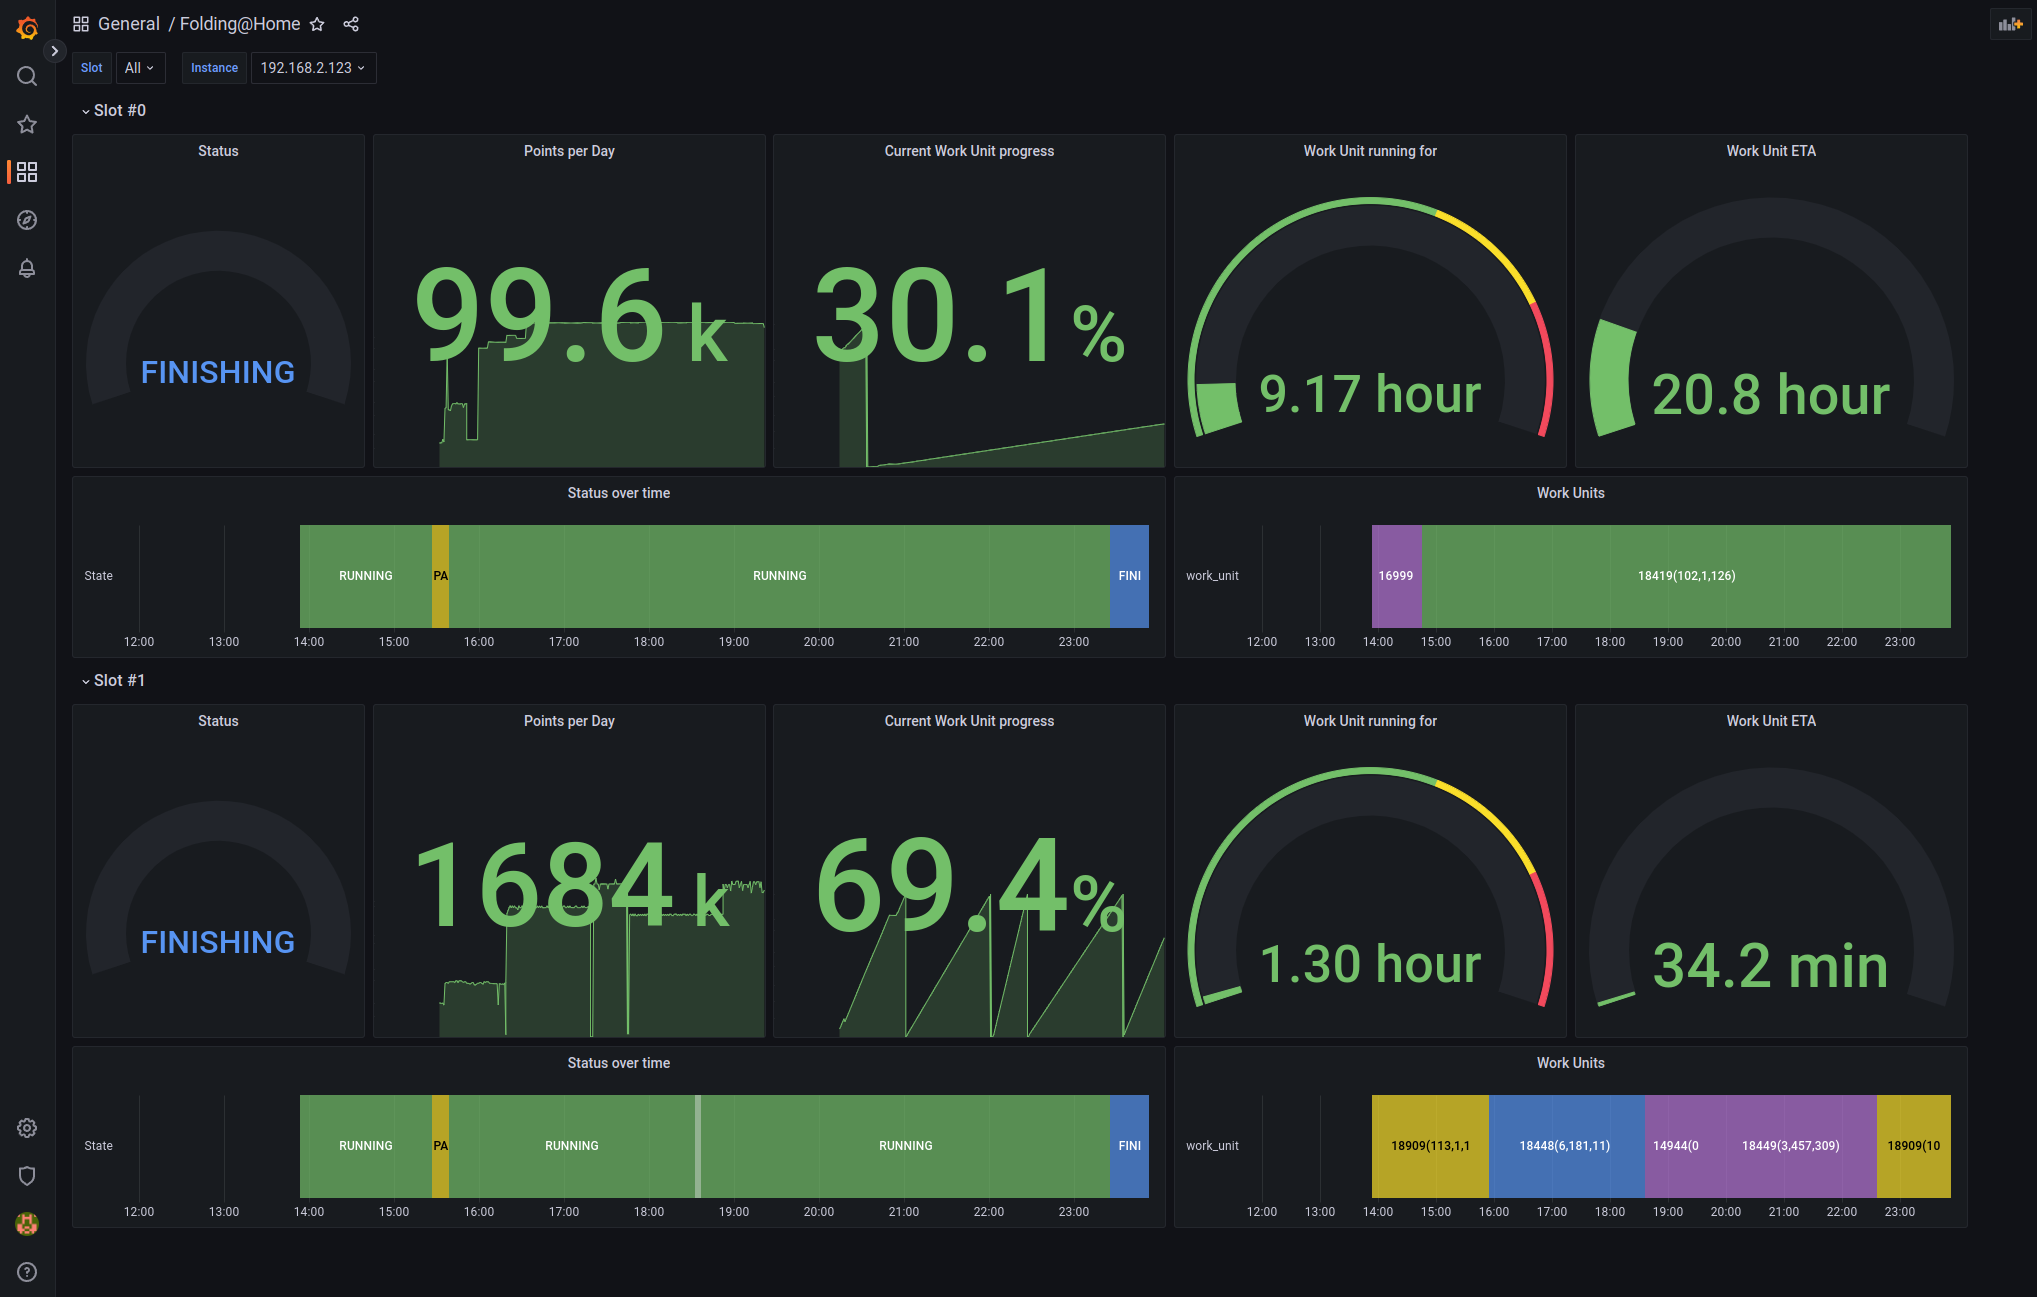 General / Folding@Home
Slot All Instance 192.168.2.123
Slot #0
Status
FINISHING
Points per Day
99.6 k
Current Work Unit progress
30.1%
Work Unit running for
9.17 hour
Work Unit ETA
20.8 hour
Status over time
State
RUNNING PA RUNNING FINI
12:00 13:00 14:00 15:00 16:00 17:00 18:00 19:00 20:00 21:00 22:00 23:00
Work Units
work_unit
16999 18419(102,1,126)
12:00 13:00 14:00 15:00 16:00 17:00 18:00 19:00 20:00 21:00 22:00 23:00
Slot #1
Status
FINISHING
Points per Day
1684 k
Current Work Unit progress
69.4%
Work Unit running for
1.30 hour
Work Unit ETA
34.2 min
Status over time
State
RUNNING PA RUNNING RUNNING FINI
12:00 13:00 14:00 15:00 16:00 17:00 18:00 19:00 20:00 21:00 22:00 23:00
Work Units
work_unit
18909(113,1,1 18448(6,181,11) 14944(0 18449(3,457,309) 18909(10
12:00 13:00 14:00 15:00 16:00 17:00 18:00 19:00 20:00 21:00 22:00 23:00